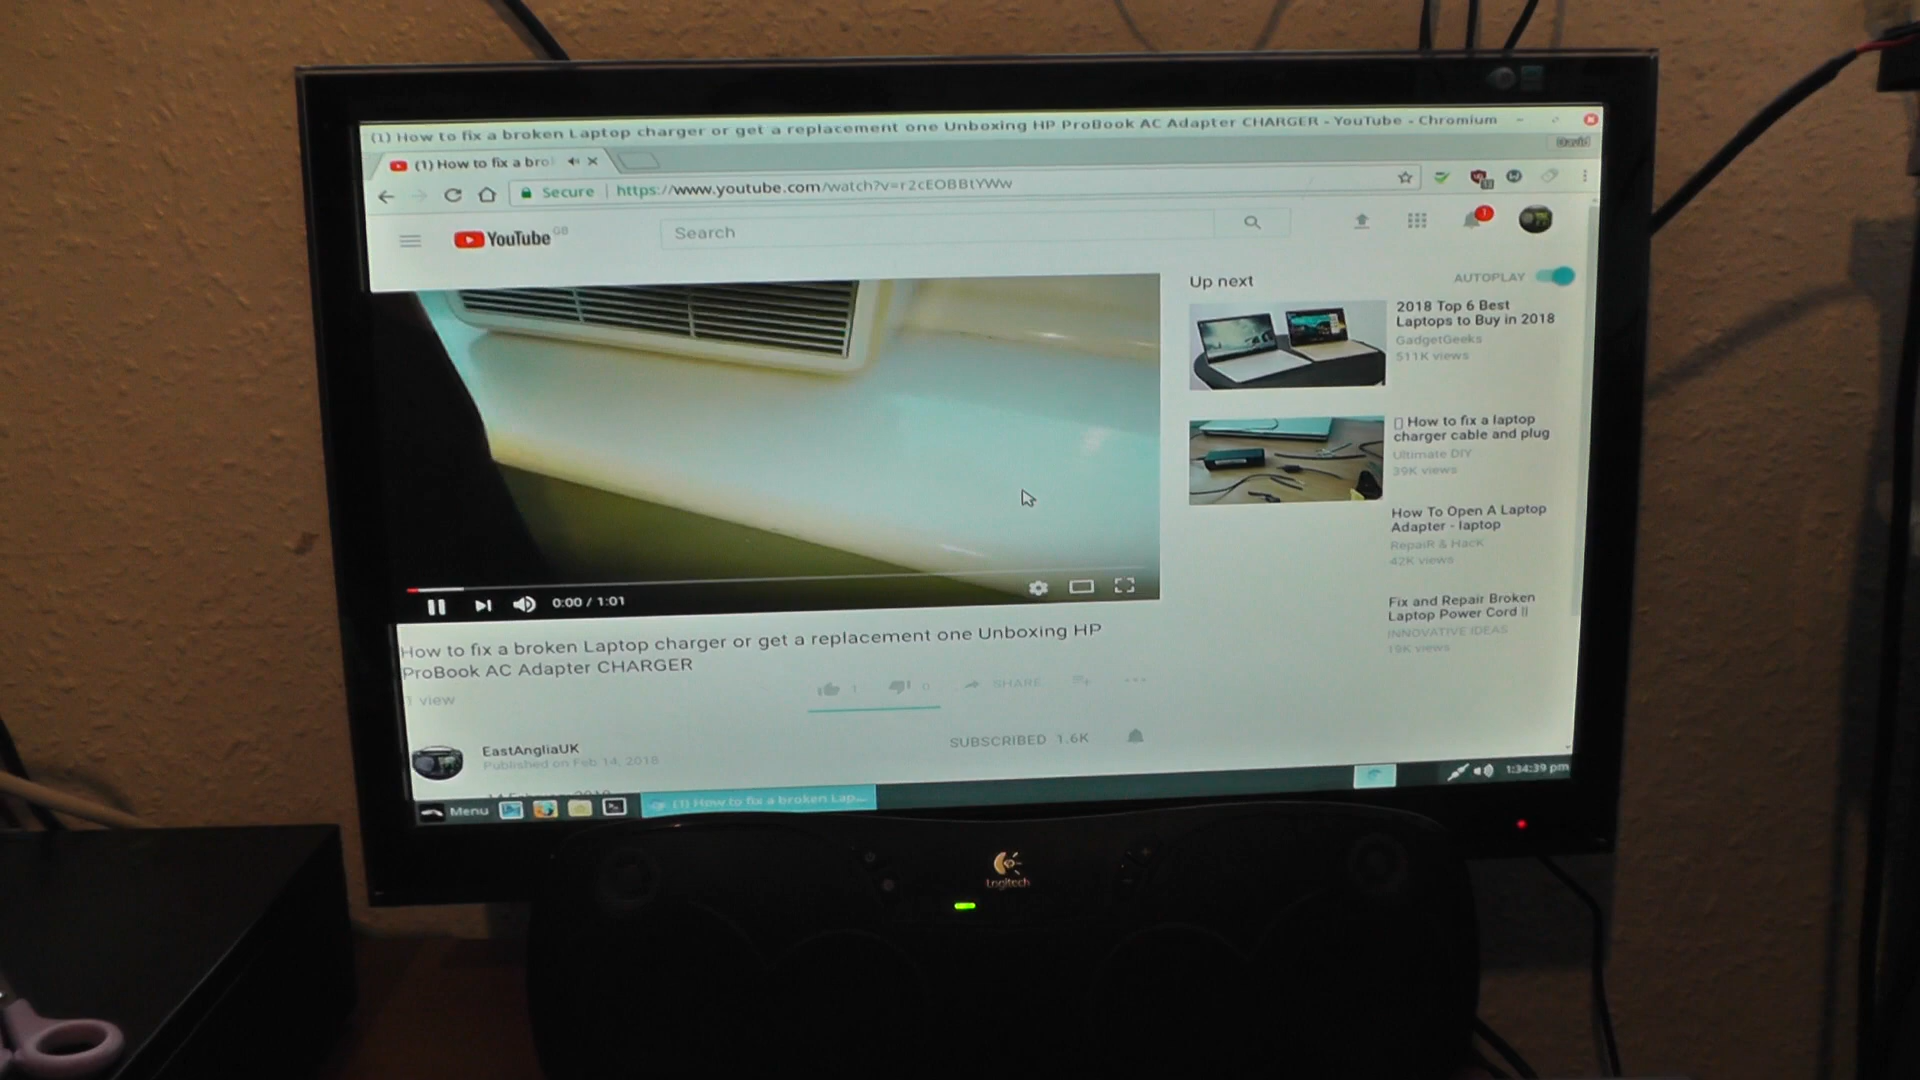 (1) How to fix a broken Laptop charger or get a replacement one Unboxing HP ProBook AC Adapter CHARGER - YouTube - Chromium
David
(1) How to fix a bro
Secure | https://www.youtube.com/watch?v=r2cEOBBtYWw
YouTube GB
Search
1
Up next
AUTOPLAY
2018 Top 6 Best
Laptops to Buy in 2018
GadgetGeeks
511K views
How to fix a laptop
charger cable and plug
Ultimate DIY
39K views
How To Open A Laptop
Adapter - laptop
RepaiR & HacK
42K views
Fix and Repair Broken
Laptop Power Cord ||
INNOVATIVE IDEAS
19K views
0:00 / 1:01
How to fix a broken Laptop charger or get a replacement one Unboxing HP
ProBook AC Adapter CHARGER
view
1
0
SHARE
EastAngliaUK
Published on Feb 14, 2018
SUBSCRIBED 1.6K
Menu
(1) How to fix a broken Lap...
1:34:39 pm
Logitech